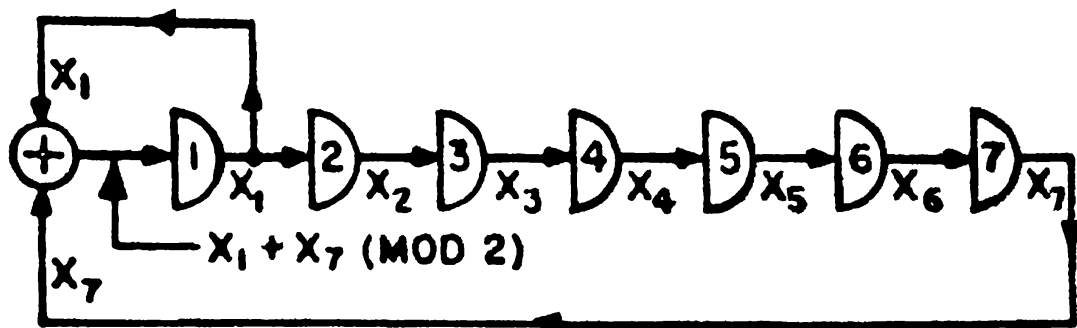 X₁
1 2 3 4 5 6 7
X₁ X₂ X₃ X₄ X₅ X₆ X₇
X₁ + X₇ (MOD 2)
X₇